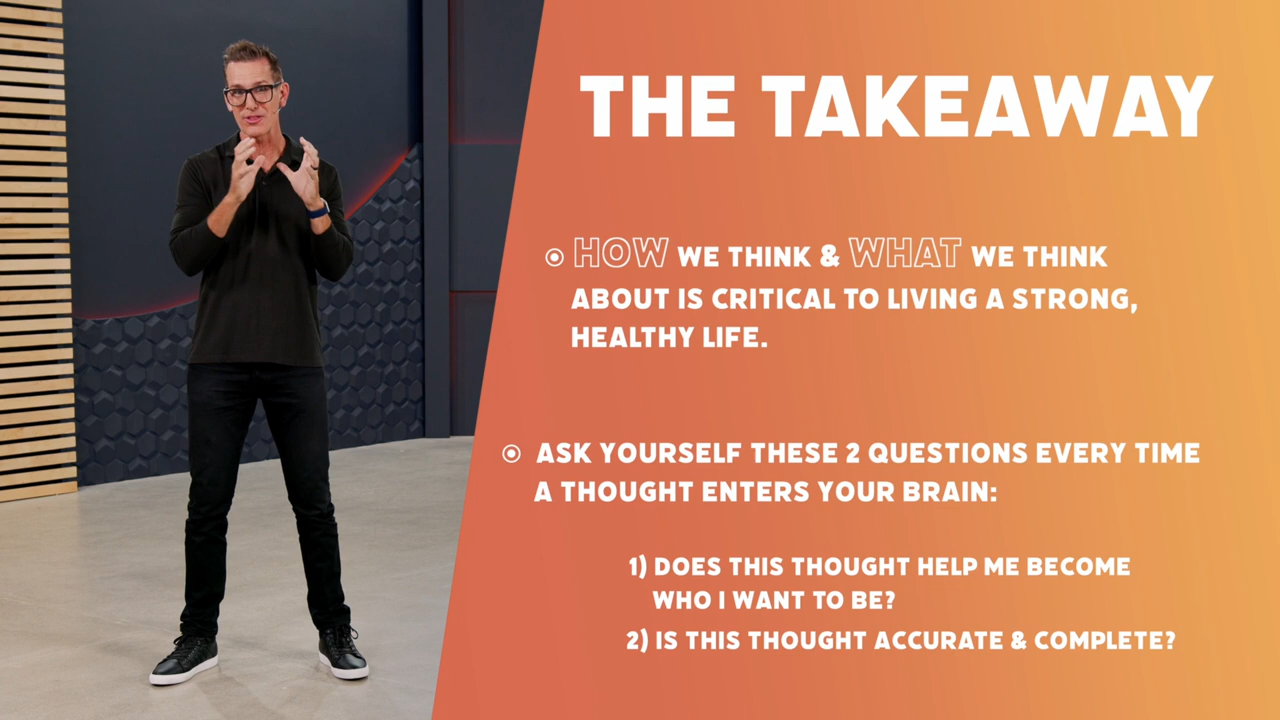 THE TAKEAWAY
HOW WE THINK & WHAT WE THINK
ABOUT IS CRITICAL TO LIVING A STRONG,
HEALTHY LIFE.
ASK YOURSELF THESE 2 QUESTIONS EVERY TIME
A THOUGHT ENTERS YOUR BRAIN:
1) DOES THIS THOUGHT HELP ME BECOME
WHO I WANT TO BE?
2) IS THIS THOUGHT ACCURATE & COMPLETE?